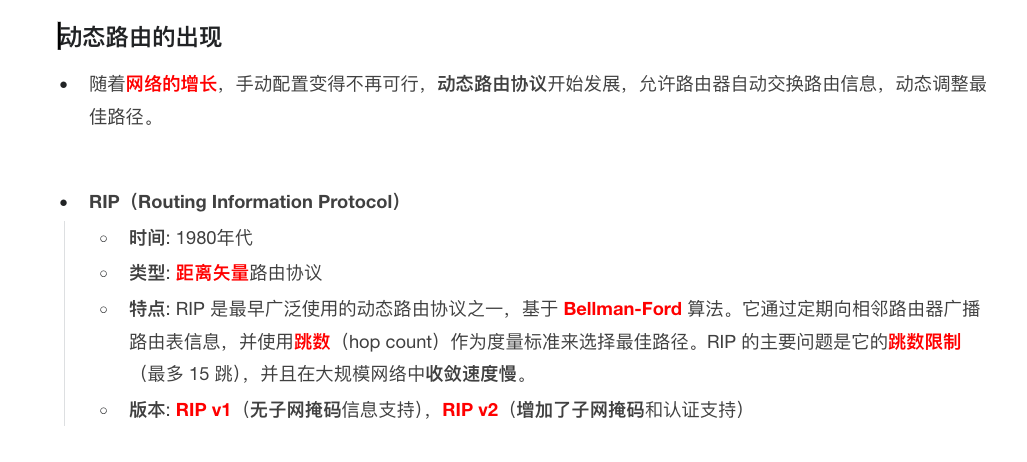 动态路由的出现
随着网络的增长，手动配置变得不再可行，动态路由协议开始发展，允许路由器自动交换路由信息，动态调整最
佳路径。
RIP（Routing Information Protocol）
时间: 1980年代
类型: 距离矢量路由协议
特点: RIP 是最早广泛使用的动态路由协议之一，基于 Bellman-Ford 算法。它通过定期向相邻路由器广播
路由表信息，并使用跳数（hop count）作为度量标准来选择最佳路径。RIP 的主要问题是它的跳数限制
（最多 15 跳），并且在大规模网络中收敛速度慢。
版本: RIP v1（无子网掩码信息支持），RIP v2（增加了子网掩码和认证支持）